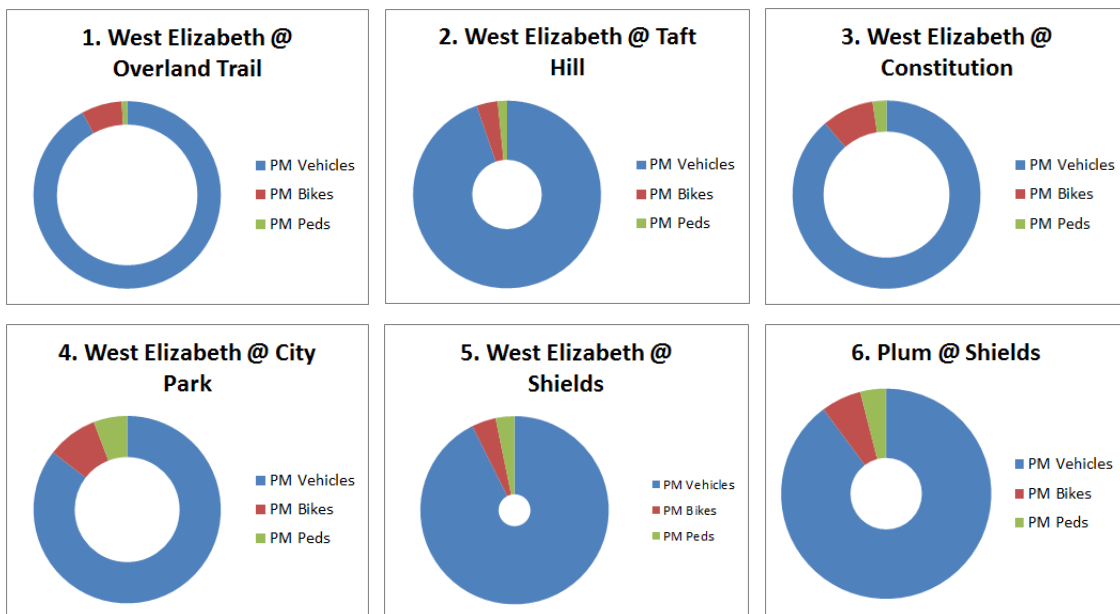 1. West Elizabeth @
Overland Trail
PM Vehicles
PM Bikes
PM Peds
2. West Elizabeth @ Taft
Hill
PM Vehicles
PM Bikes
PM Peds
3. West Elizabeth @
Constitution
PM Vehicles
PM Bikes
PM Peds
4. West Elizabeth @ City
Park
PM Vehicles
PM Bikes
PM Peds
5. West Elizabeth @
Shields
PM Vehicles
PM Bikes
PM Peds
6. Plum @ Shields
PM Vehicles
PM Bikes
PM Peds